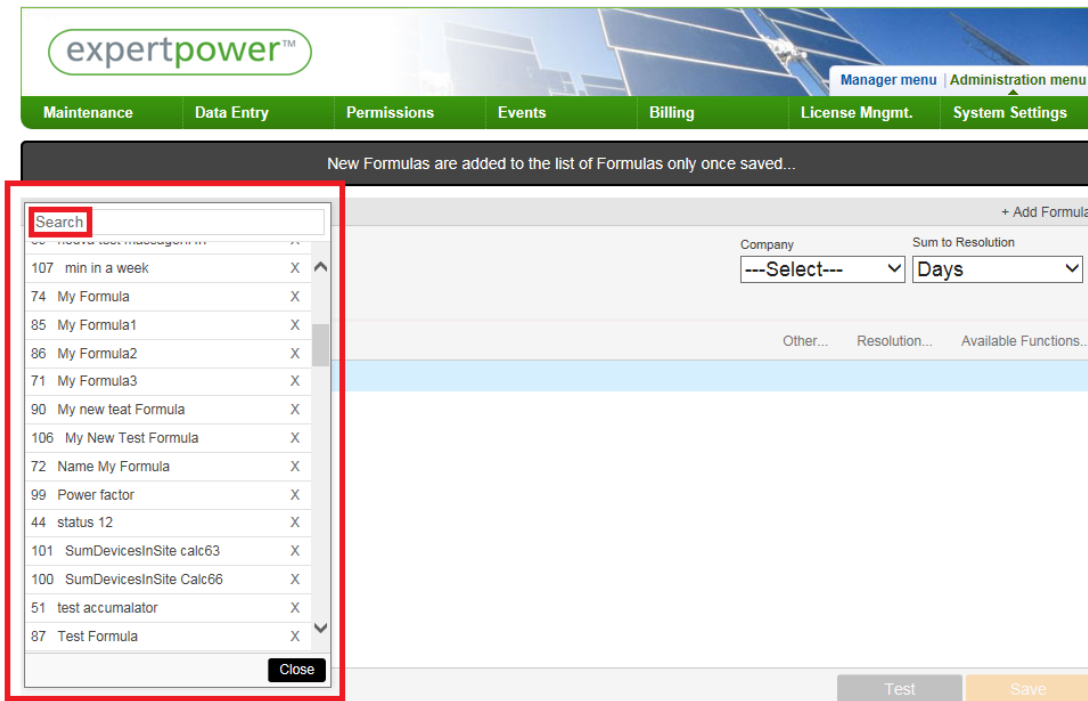 expertpower™
Manager menu | Administration menu
Maintenance Data Entry Permissions Events Billing License Mngmt. System Settings
New Formulas are added to the list of Formulas only once saved...
+ Add Formula
Search
Company
Sum to Resolution
---Select---
Days
107 min in a week X
74 My Formula X
85 My Formula1 X
86 My Formula2 X
71 My Formula3 X
90 My new teat Formula X
106 My New Test Formula X
72 Name My Formula X
99 Power factor X
44 status 12 X
101 SumDevicesInSite calc63 X
100 SumDevicesInSite Calc66 X
51 test accumalator X
87 Test Formula X
Other... Resolution... Available Functions...
Close
Test
Save